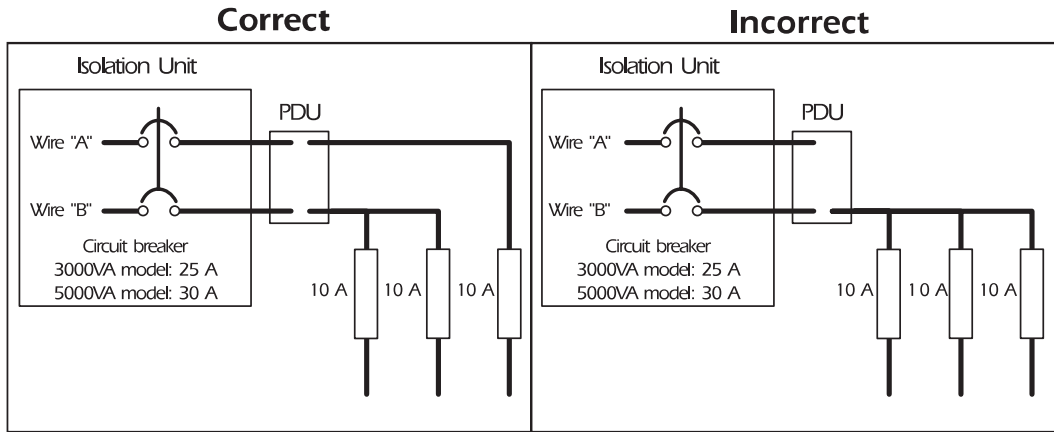 Correct
Isolation Unit
PDU
Wire "A"
Wire "B"
Circuit breaker
3000VA model: 25 A
5000VA model: 30 A
10 A 10 A 10 A
Incorrect
Isolation Unit
PDU
Wire "A"
Wire "B"
Circuit breaker
3000VA model: 25 A
5000VA model: 30 A
10 A 10 A 10 A